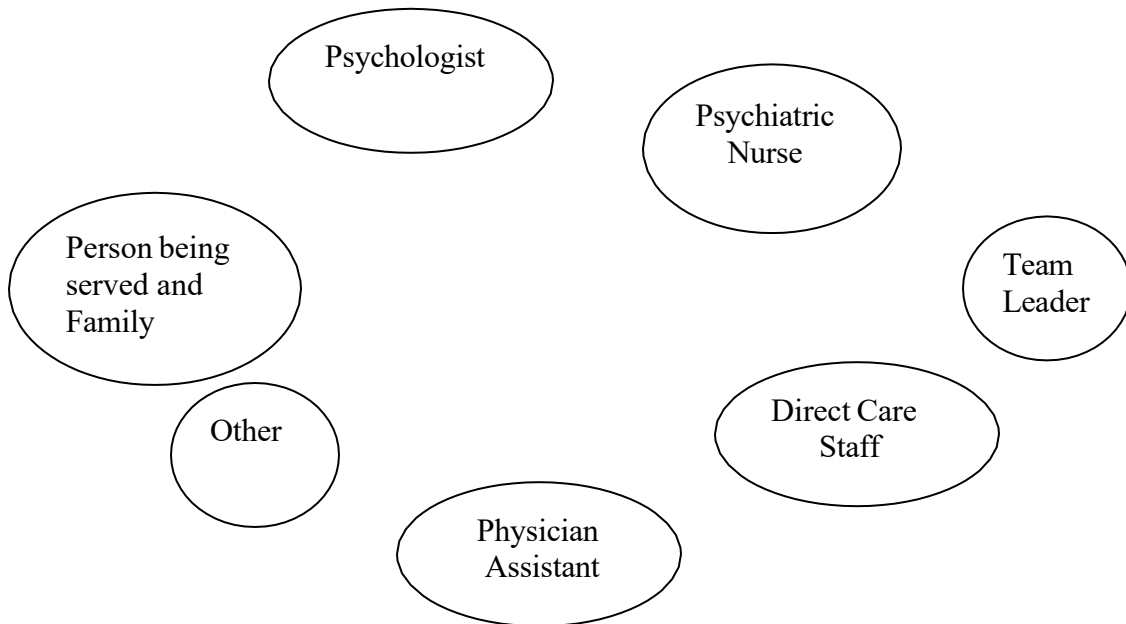 Psychologist
Psychiatric
Nurse
Person being
served and
Family
Team
Leader
Direct Care
Staff
Other
Physician
Assistant